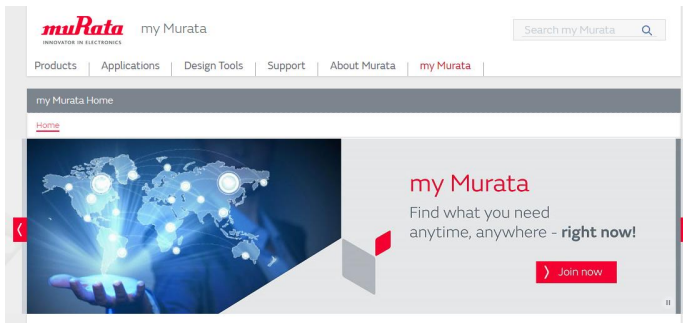 muRata
INNOVATOR IN ELECTRONICS
my Murata
Search my Murata
Products
Applications
Design Tools
Support
About Murata
my Murata
my Murata Home
Home
my Murata
Find what you need
anytime, anywhere - right now!
Join now